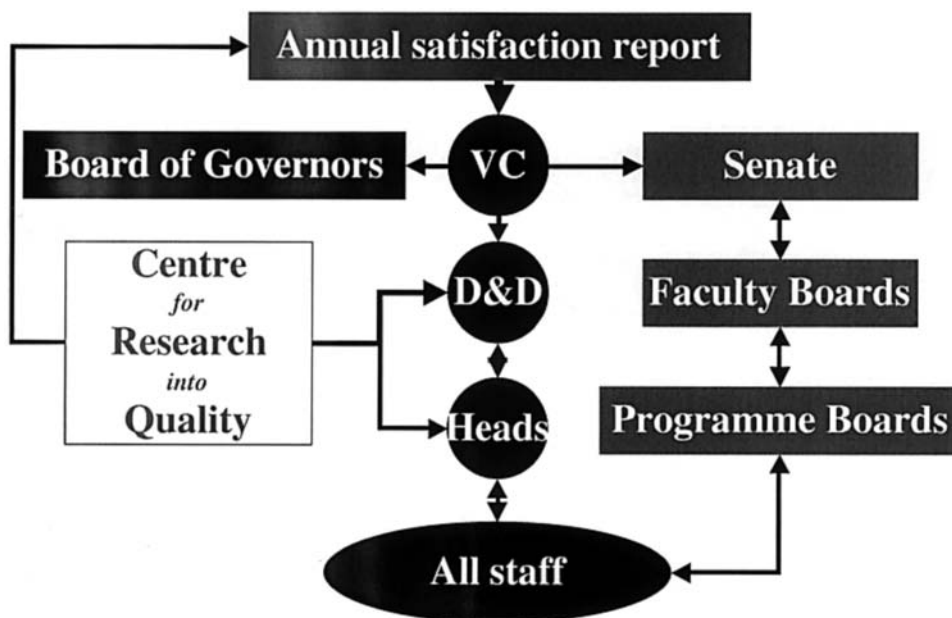 Annual satisfaction report
Board of Governors
VC
Senate
Centre
for
Research
into
Quality
D&D
Faculty Boards
Heads
Programme Boards
All staff